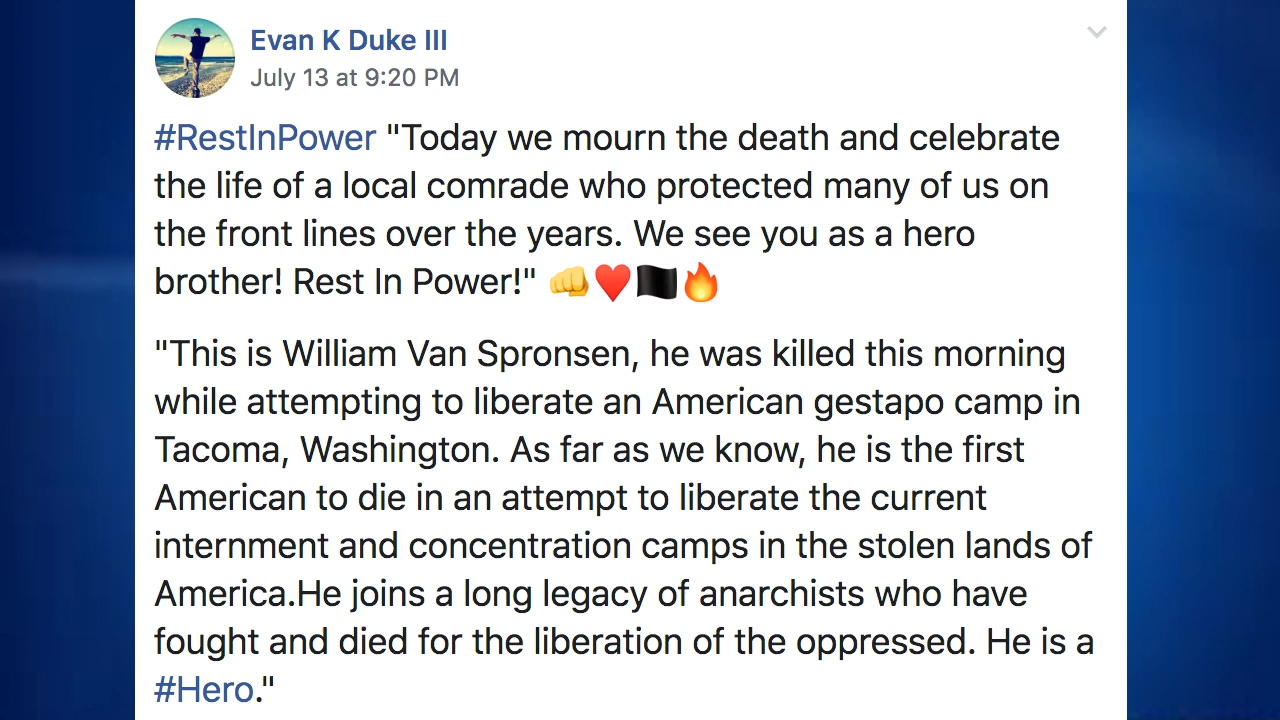 Evan K Duke III
July 13 at 9:20 PM
#RestInPower "Today we mourn the death and celebrate
the life of a local comrade who protected many of us on
the front lines over the years. We see you as a hero
brother! Rest In Power!" 👊❤️🏴🔥
"This is William Van Spronsen, he was killed this morning
while attempting to liberate an American gestapo camp in
Tacoma, Washington. As far as we know, he is the first
American to die in an attempt to liberate the current
internment and concentration camps in the stolen lands of
America.He joins a long legacy of anarchists who have
fought and died for the liberation of the oppressed. He is a
#Hero."